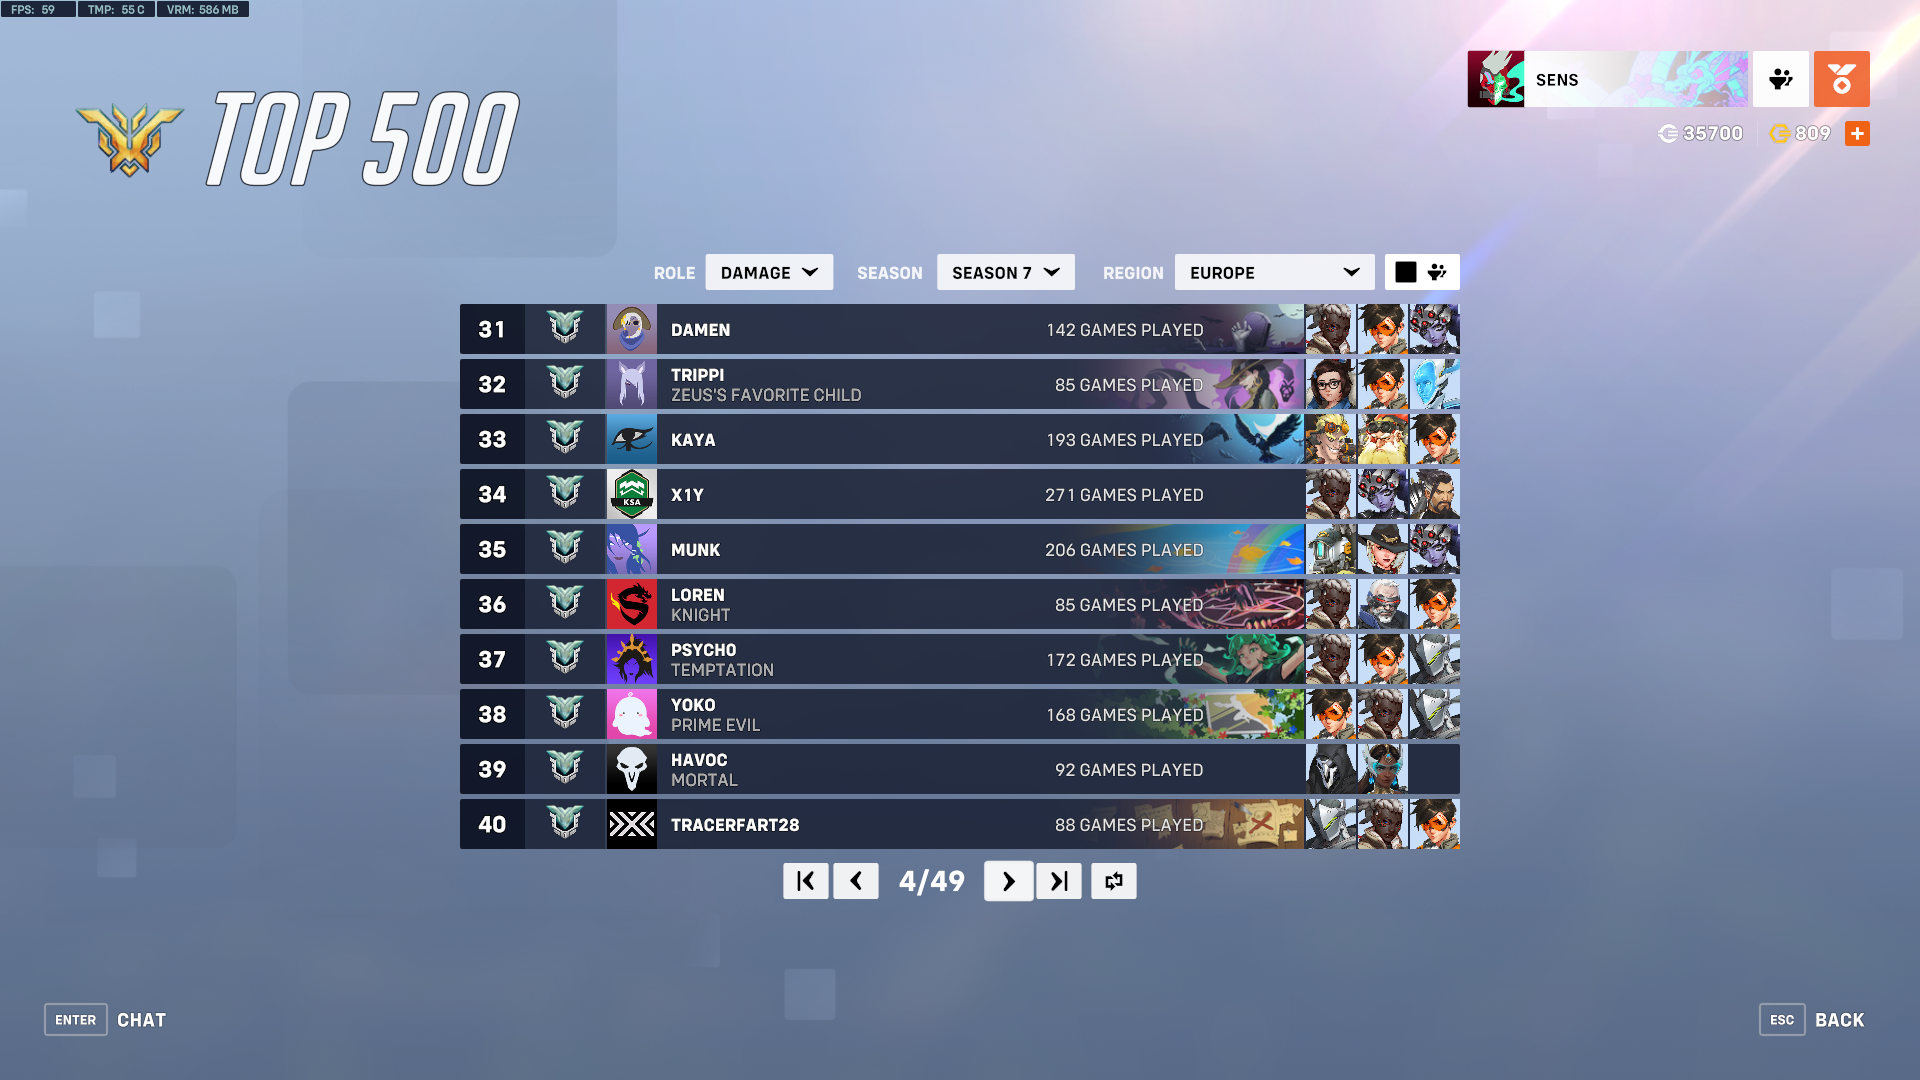 FPS: 59 TMP: 55 C VRM: 586 MB
TOP 500
SENS
35700 809
ROLE DAMAGE SEASON SEASON 7 REGION EUROPE
31 DAMEN 142 GAMES PLAYED
32 TRIPPI 85 GAMES PLAYED
ZEUS'S FAVORITE CHILD
33 KAYA 193 GAMES PLAYED
34 KSA X1Y 271 GAMES PLAYED
35 MUNK 206 GAMES PLAYED
36 LOREN 85 GAMES PLAYED
KNIGHT
37 PSYCHO 172 GAMES PLAYED
TEMPTATION
38 YOKO 168 GAMES PLAYED
PRIME EVIL
39 HAVOC 92 GAMES PLAYED
MORTAL
40 TRACERFART28 88 GAMES PLAYED
4/49
ENTER CHAT
ESC BACK